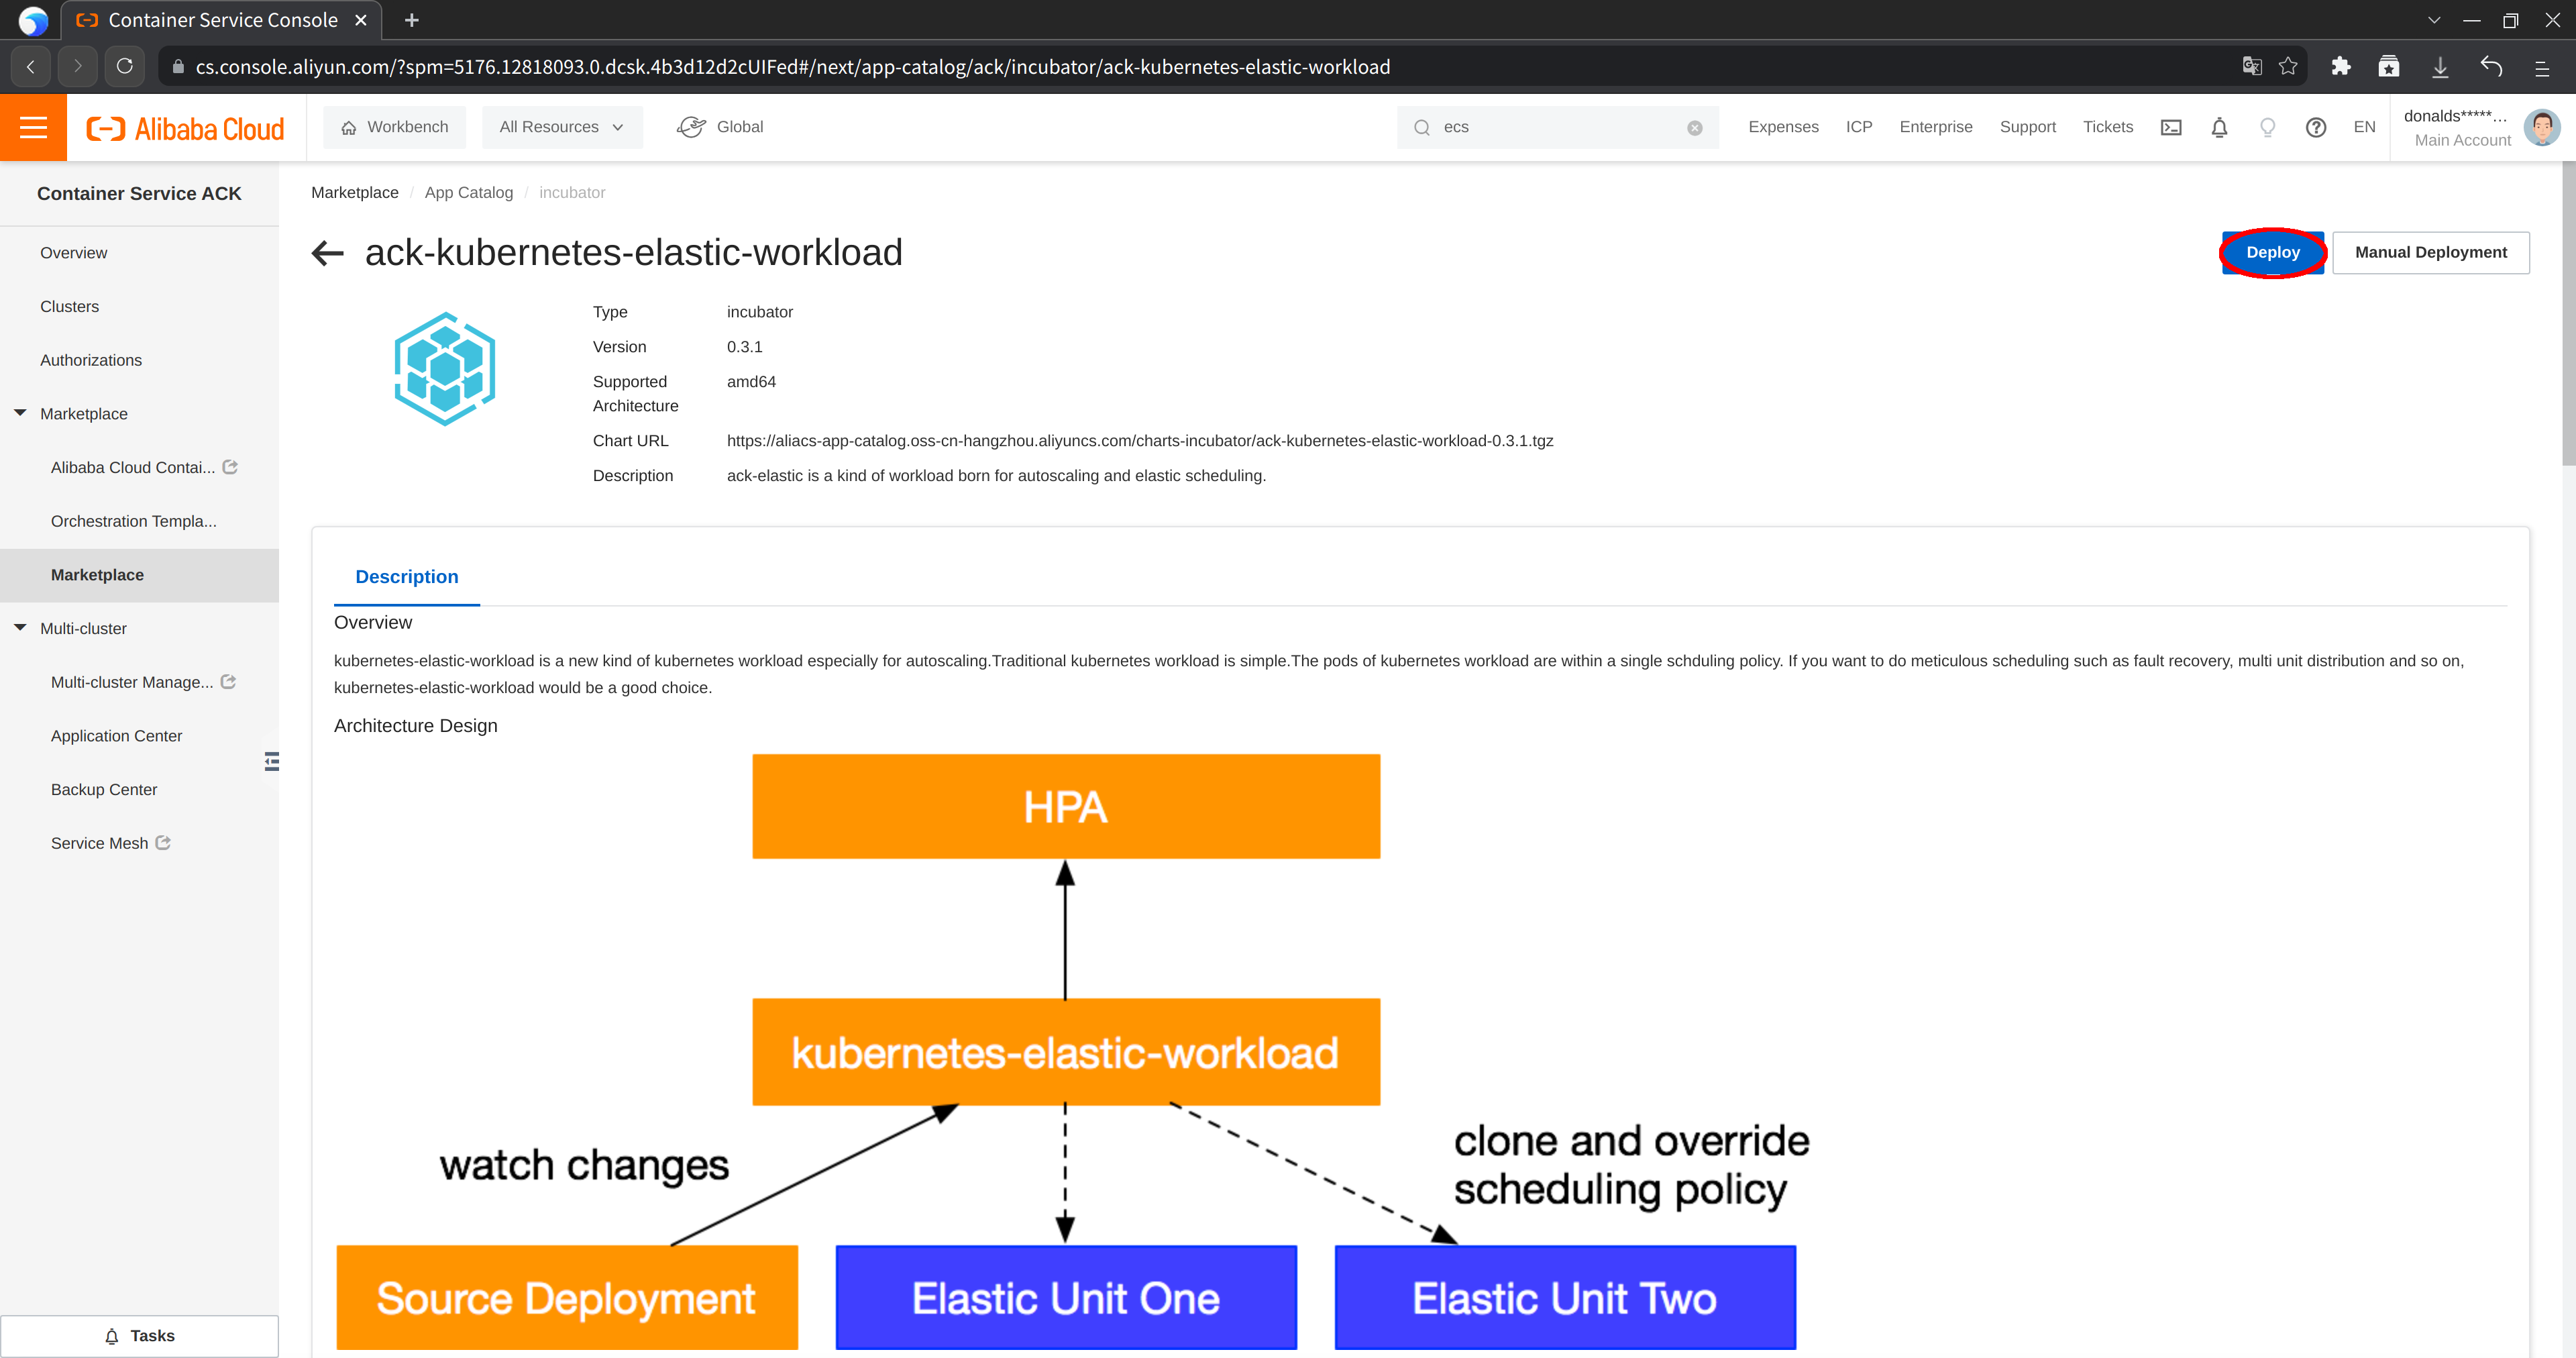 Container Service Console
cs.console.aliyun.com/?spm=5176.12818093.0.dcsk.4b3d12d2cUIFed#/next/app-catalog/ack/incubator/ack-kubernetes-elastic-workload
Alibaba Cloud
Workbench
All Resources
Global
ecs
Expenses
ICP
Enterprise
Support
Tickets
EN
donalds*****...
Main Account
Container Service ACK
Overview
Clusters
Authorizations
Marketplace
Alibaba Cloud Contai...
Orchestration Templa...
Marketplace
Multi-cluster
Multi-cluster Manage...
Application Center
Backup Center
Service Mesh
Tasks
Marketplace / App Catalog / incubator
ack-kubernetes-elastic-workload
Deploy
Manual Deployment
Type incubator
Version 0.3.1
Supported Architecture amd64
Chart URL https://aliacs-app-catalog.oss-cn-hangzhou.aliyuncs.com/charts-incubator/ack-kubernetes-elastic-workload-0.3.1.tgz
Description ack-elastic is a kind of workload born for autoscaling and elastic scheduling.
Description
Overview
kubernetes-elastic-workload is a new kind of kubernetes workload especially for autoscaling.Traditional kubernetes workload is simple.The pods of kubernetes workload are within a single schduling policy. If you want to do meticulous scheduling such as fault recovery, multi unit distribution and so on,
kubernetes-elastic-workload would be a good choice.
Architecture Design
HPA
kubernetes-elastic-workload
watch changes
clone and override
scheduling policy
Source Deployment
Elastic Unit One
Elastic Unit Two